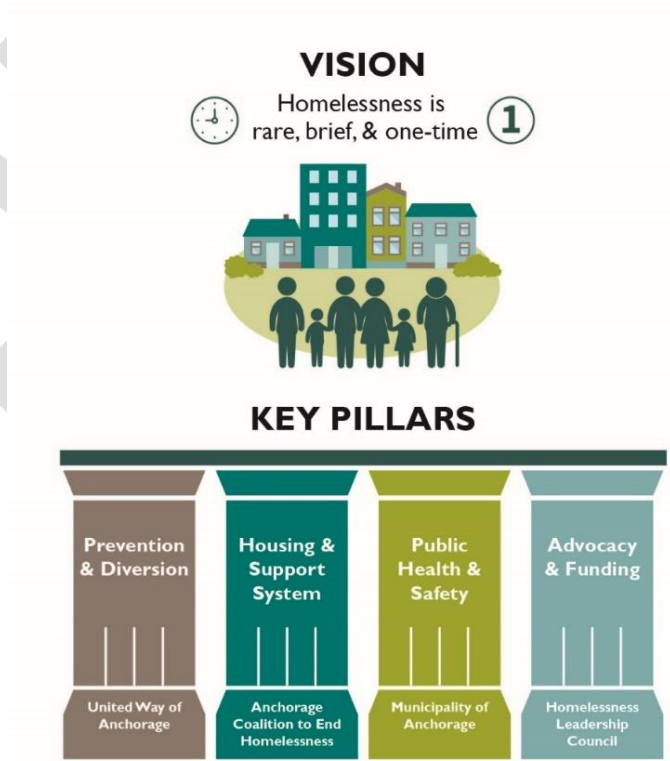 VISION
Homelessness is
rare, brief, & one-time
1
KEY PILLARS
Prevention
& Diversion
Housing &
Support
System
Public
Health &
Safety
Advocacy
& Funding
United Way of
Anchorage
Anchorage
Coalition to End
Homelessness
Municipality of
Anchorage
Homelessness
Leadership
Council